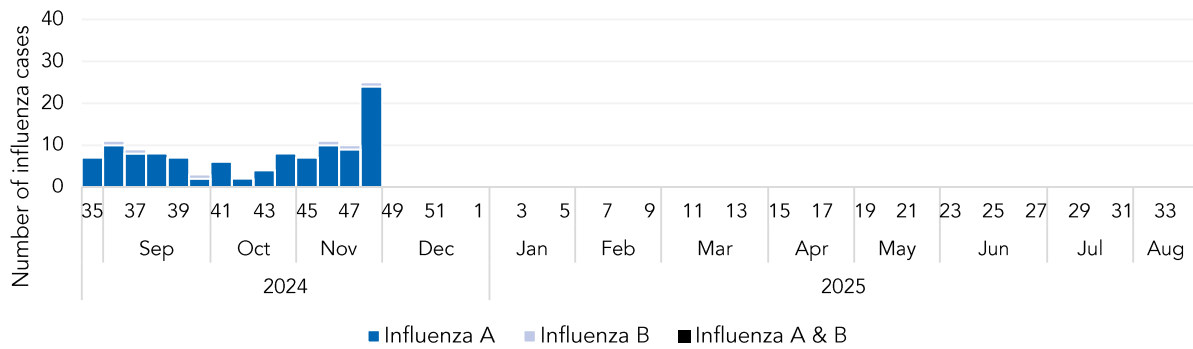 Number of influenza cases
40
30
20
10
0
35 37 39 41 43 45 47 49 51 1 3 5 7 9 11 13 15 17 19 21 23 25 27 29 31 33
Sep Oct Nov Dec Jan Feb Mar Apr May Jun Jul Aug
2024 2025
Influenza A Influenza B Influenza A & B